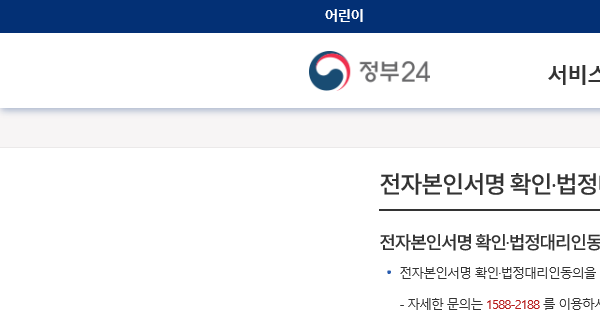 어린이
정부24
서비스
전자본인서명 확인·법정
전자본인서명 확인·법정대리인동
• 전자본인서명 확인·법정대리인동의을
- 자세한 문의는 1588-2188 를 이용하